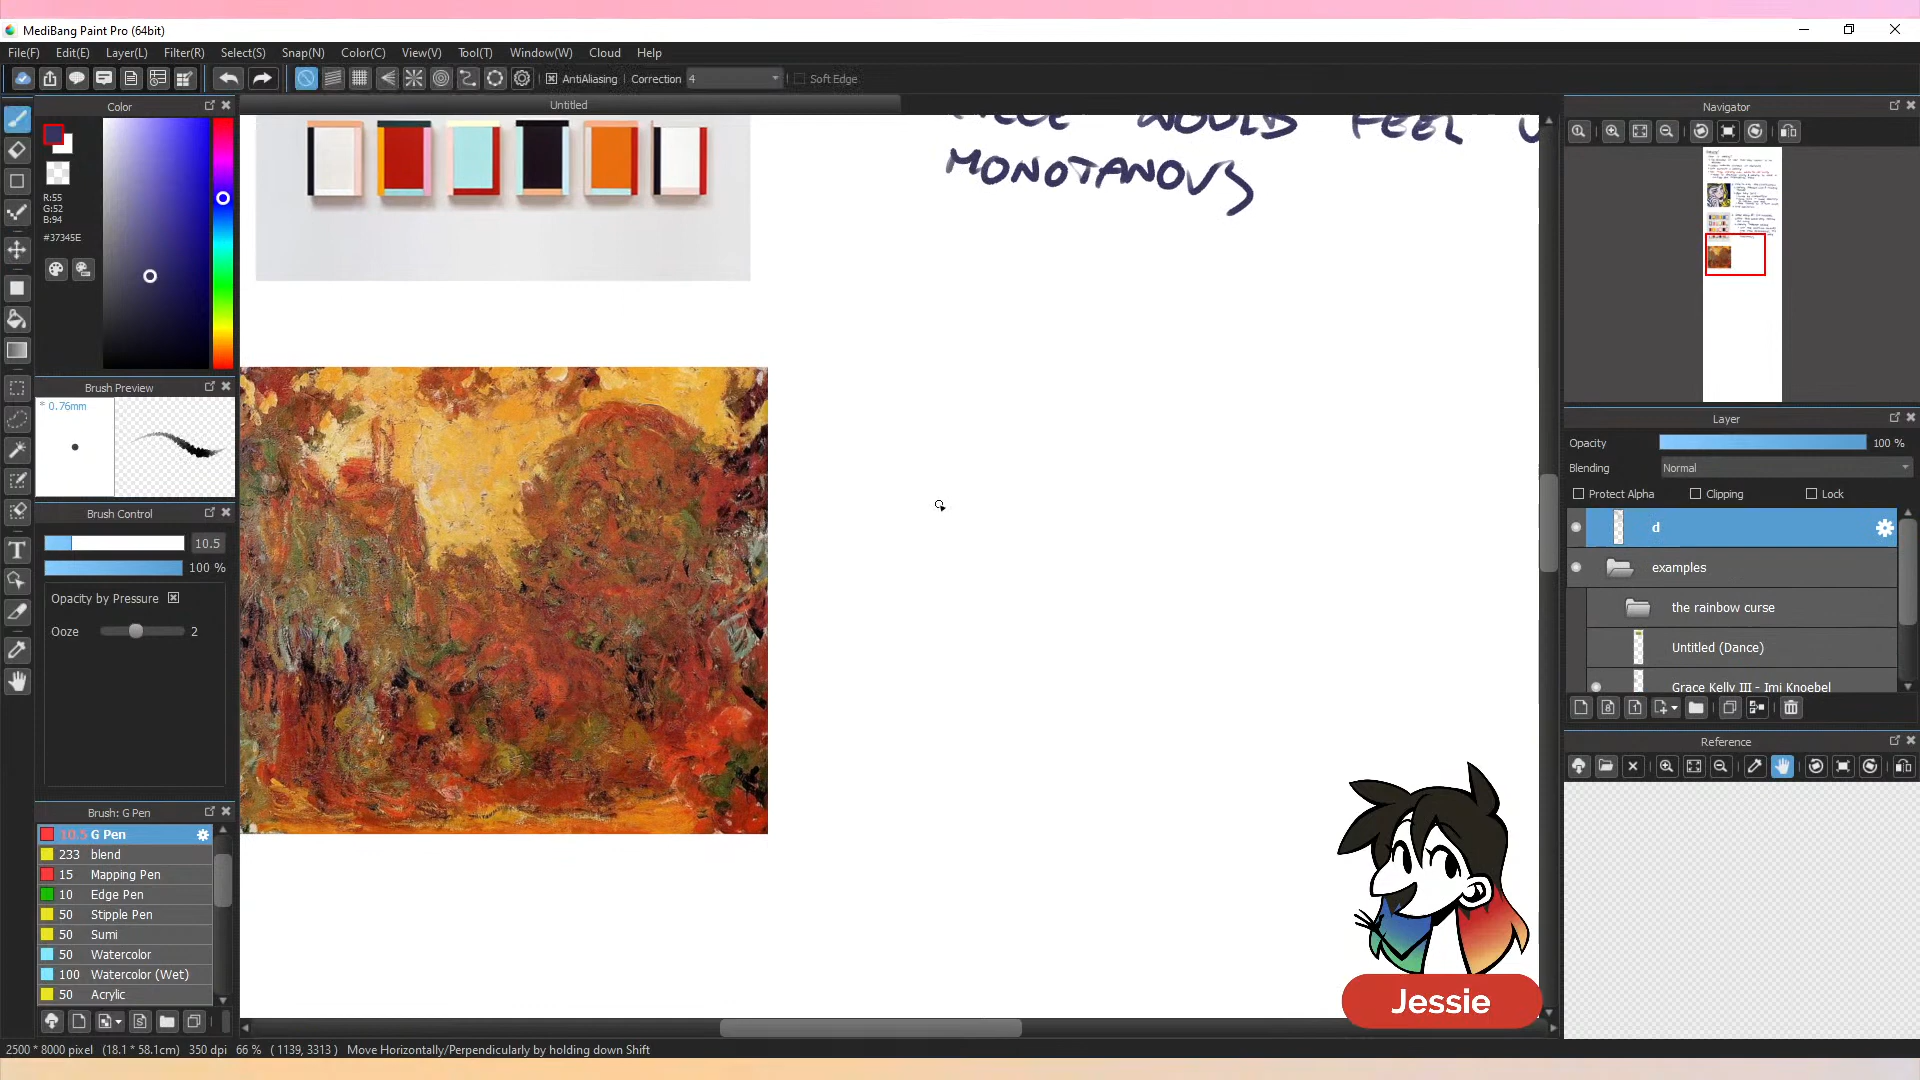 MediBang Paint Pro (64bit)
File(F) Edit(E) Layer(L) Filter(R) Select(S) Snap(N) Color(C) View(V) Tool(T) Window(W) Cloud Help
AntiAliasing Correction 4 Soft Edge
Color
Untitled
Navigator
R:55
G:52
B:94
#37345E
WOULD FEEL
MONOTANOUS
Brush Preview
* 0.76mm
Layer
Opacity 100 %
Blending Normal
Protect Alpha Clipping Lock
Brush Control
10.5
100 %
Opacity by Pressure
Ooze 2
d
examples
the rainbow curse
Untitled (Dance)
Grace Kelly III - Imi Knoebel
Reference
Brush: G Pen
10.5 G Pen
233 blend
15 Mapping Pen
10 Edge Pen
50 Stipple Pen
50 Sumi
50 Watercolor
100 Watercolor (Wet)
50 Acrylic
Jessie
2500 * 8000 pixel (18.1 * 58.1cm) 350 dpi 66 % ( 1139, 3313 ) Move Horizontally/Perpendicularly by holding down Shift